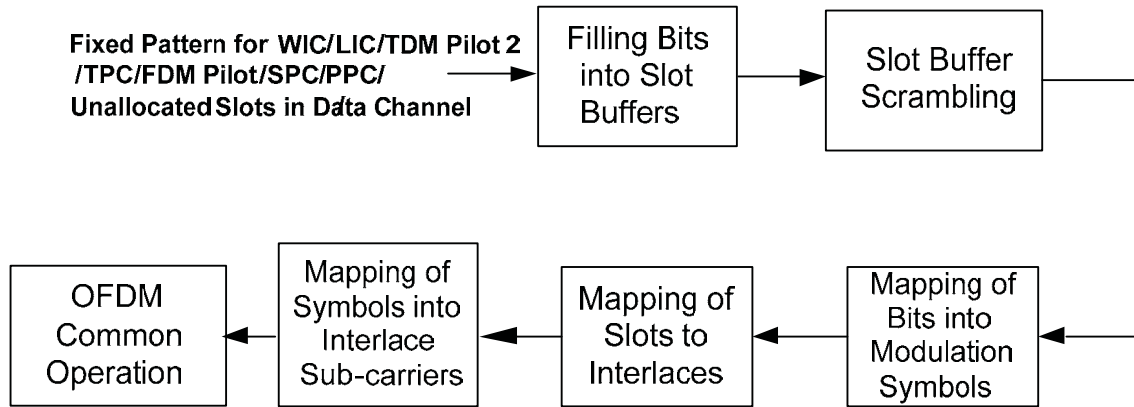 Fixed Pattern for WIC/LIC/TDM Pilot 2
/TPC/FDM Pilot/SPC/PPC/
Unallocated Slots in Data Channel
Filling Bits
into Slot
Buffers
Slot Buffer
Scrambling
OFDM
Common
Operation
Mapping of
Symbols into
Interlace
Sub-carriers
Mapping of
Slots to
Interlaces
Mapping of
Bits into
Modulation
Symbols